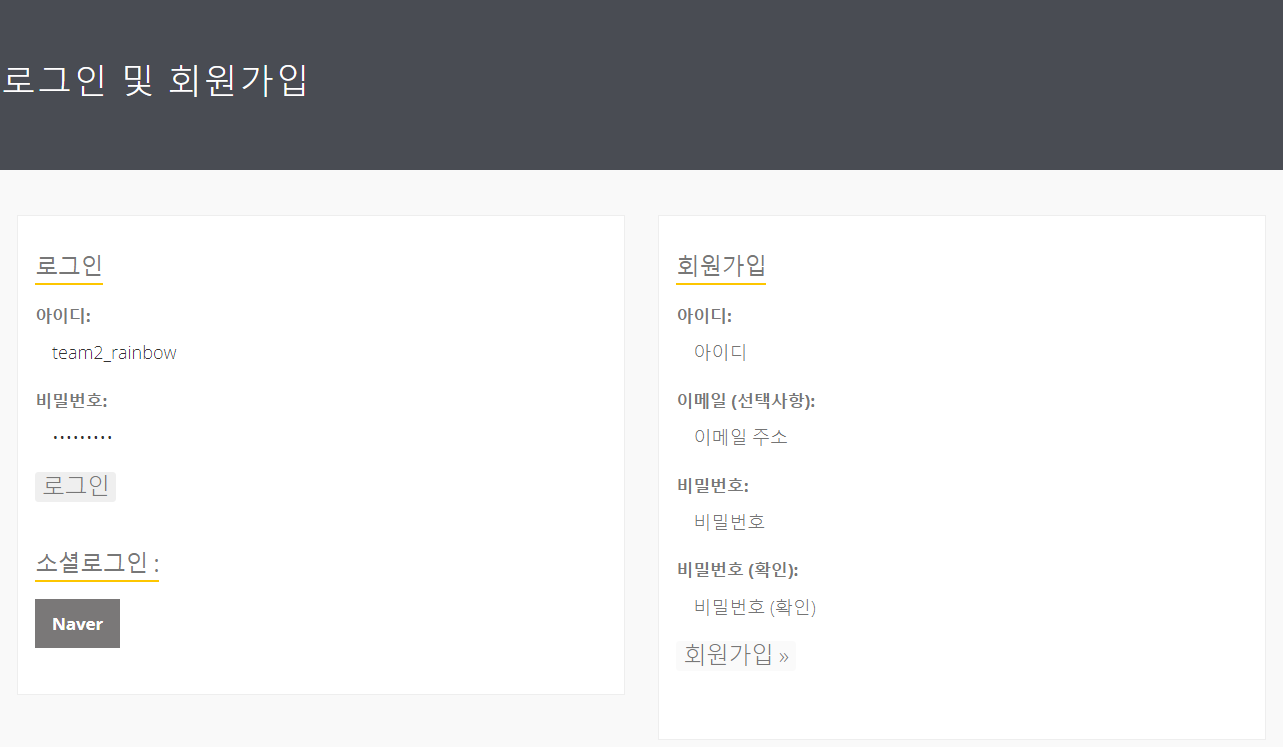 로그인 및 회원가입
로그인
아이디:
team2_rainbow
비밀번호:
·········
로그인
소셜로그인 :
Naver
회원가입
아이디:
아이디
이메일 (선택사항):
이메일 주소
비밀번호:
비밀번호
비밀번호 (확인):
비밀번호 (확인)
회원가입 »